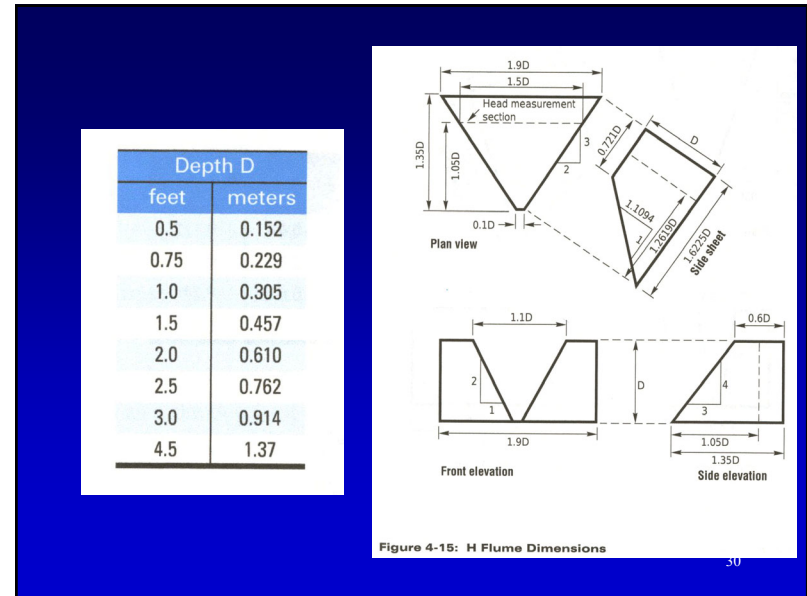 Depth D
feet meters
0.5 0.152
0.75 0.229
1.0 0.305
1.5 0.457
2.0 0.610
2.5 0.762
3.0 0.914
4.5 1.37
1.9D
1.5D
Head measurement
section
1.35D
1.05D
3
2
0.1D
Plan view
0.721D
D
1.1094
1
1.2619D
1.6225D
Side sheet
1.1D
2
1
1.9D
Front elevation
D
0.6D
4
3
1.05D
1.35D
Side elevation
Figure 4-15: H Flume Dimensions
30